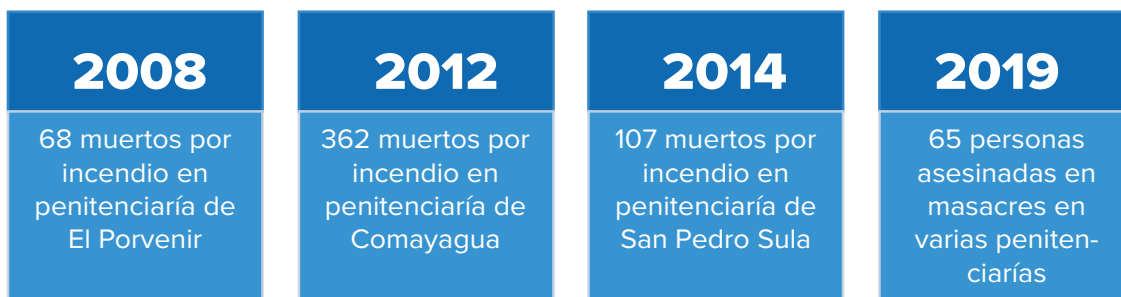 2008
68 muertos por
incendio en
penitenciaría de
El Porvenir
2012
362 muertos por
incendio en
penitenciaría de
Comayagua
2014
107 muertos por
incendio en
penitenciaría de
San Pedro Sula
2019
65 personas
asesinadas en
masacres en
varias peniten-
ciarías